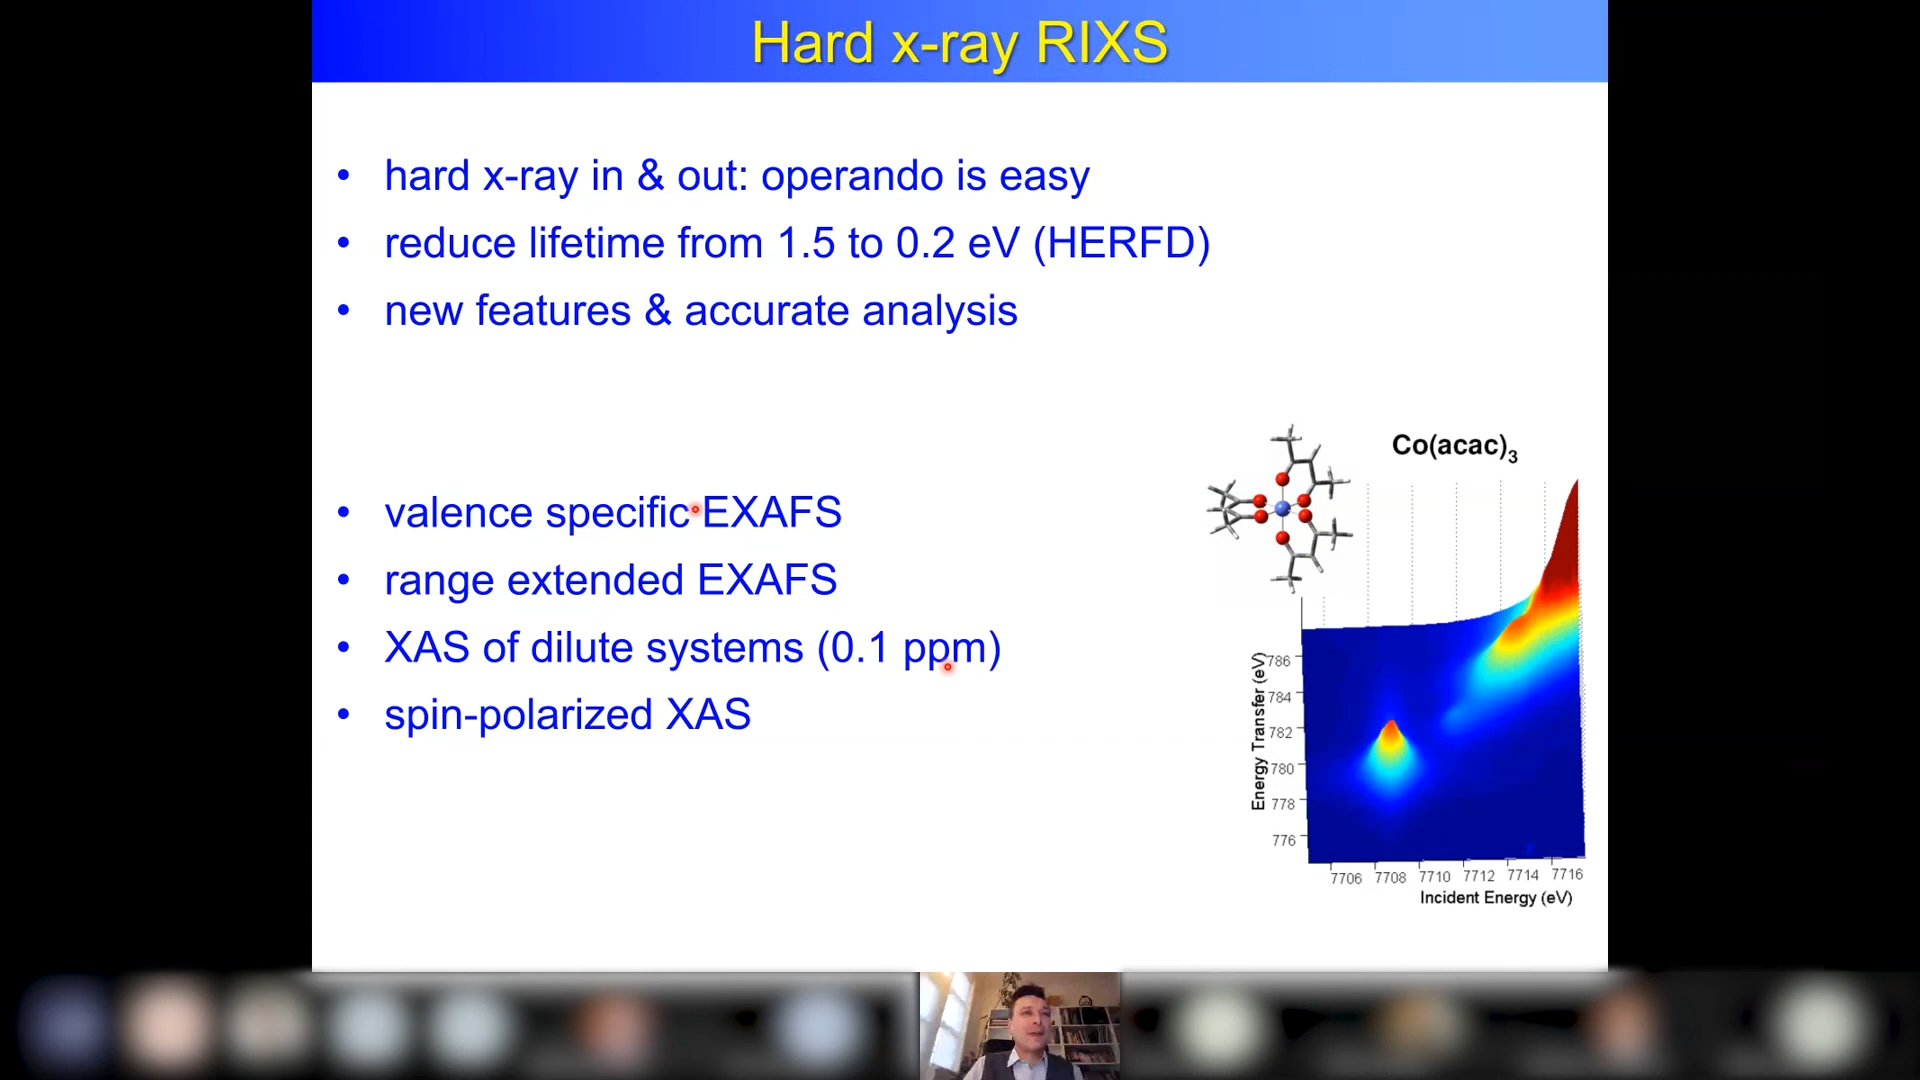 Hard x-ray RIXS
• hard x-ray in & out: operando is easy
• reduce lifetime from 1.5 to 0.2 eV (HERFD)
• new features & accurate analysis
• valence specific EXAFS
• range extended EXAFS
• XAS of dilute systems (0.1 ppm)
• spin-polarized XAS
Co(acac)3
Energy Transfer (eV)
786
784
782
780
778
776
7706 7708 7710 7712 7714 7716
Incident Energy (eV)